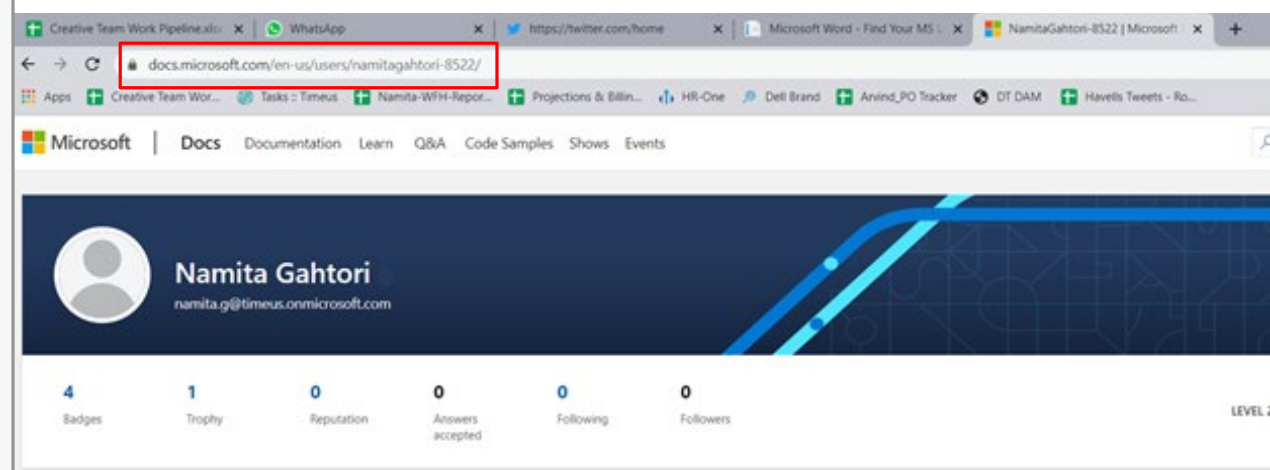 Creative Team Work Pipeline.xls WhatsApp https://twitter.com/home Microsoft Word - Find Your MS L NamitaGahtori-8522 | Microsoft
docs.microsoft.com/en-us/users/namitagahtori-8522/
Apps Creative Team Wor... Tasks :: Timeus Namita-WFH-Repor... Projections & Billin... HR-One Dell Brand Arvind_PO Tracker DT DAM Havells Tweets - Ro...
Microsoft | Docs Documentation Learn Q&A Code Samples Shows Events
Namita Gahtori
namita.g@timeus.onmicrosoft.com
4 1 0 0 0 0
Badges Trophy Reputation Answers accepted Following Followers
LEVEL 2